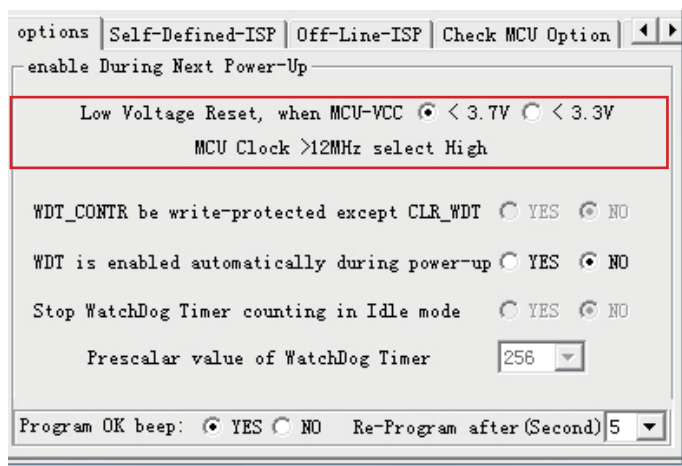 options Self-Defined-ISP Off-Line-ISP Check MCU Option
enable During Next Power-Up
Low Voltage Reset, when MCU-VCC < 3.7V < 3.3V
MCU Clock >12MHz select High
WDT_CONTR be write-protected except CLR_WDT YES NO
WDT is enabled automatically during power-up YES NO
Stop WatchDog Timer counting in Idle mode YES NO
Prescalar value of WatchDog Timer 256
Program OK beep: YES NO Re-Program after(Second) 5